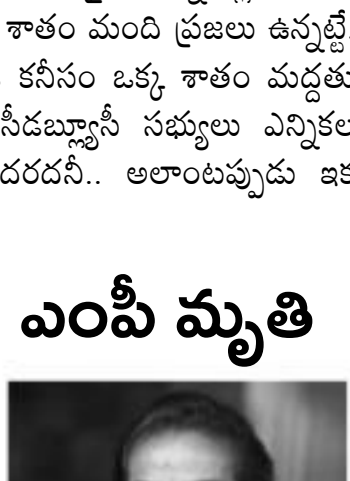 శాతం మంది ప్రజలు ఉన్నట్టే.
కనీసం ఒక్క శాతం మద్దతు
సీడబ్ల్యూసీ సభ్యులు ఎన్నికల
దరదనీ.. అలాంటప్పుడు ఇక
ఎంపీ మృతి